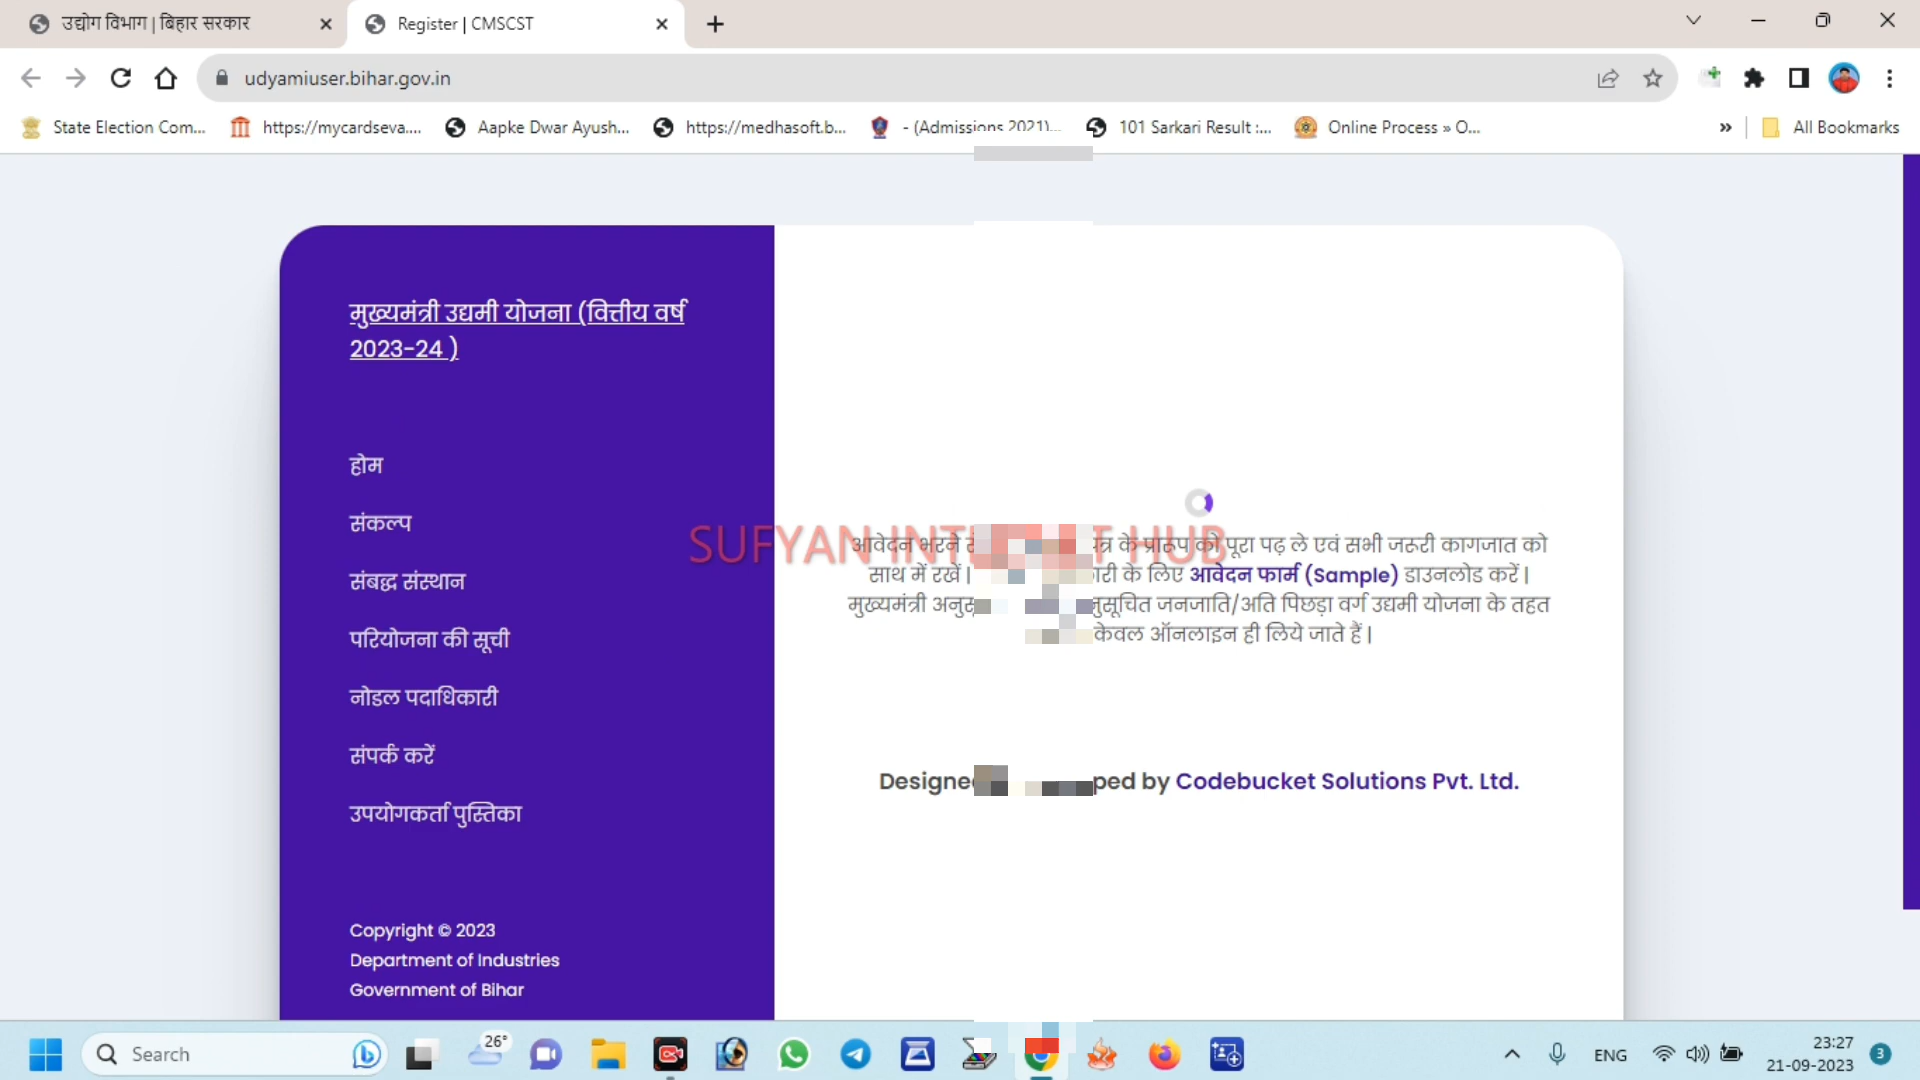 उद्योग विभाग | बिहार सरकार
Register | CMSCST
udyamiuser.bihar.gov.in
State Election Com...
https://mycardseva....
Aapke Dwar Ayush...
https://medhasoft.b...
- (Admissions 2021)...
101 Sarkari Result :...
Online Process » O...
»
All Bookmarks
मुख्यमंत्री उद्यमी योजना (वित्तीय वर्ष
2023-24 )
होम
संकल्प
संबद्ध संस्थान
परियोजना की सूची
नोडल पदाधिकारी
संपर्क करें
उपयोगकर्ता पुस्तिका
Copyright © 2023
Department of Industries
Government of Bihar
SUFYAN HUB
आवेदन भरने के प्रारूप को पूरा पढ़ ले एवं सभी जरूरी कागजात को
साथ में रखें | के लिए आवेदन फार्म (Sample) डाउनलोड करें |
मुख्यमंत्री जनजाति/अति पिछड़ा वर्ग उद्यमी योजना के तहत
केवल ऑनलाइन ही लिये जाते हैं |
by Codebucket Solutions Pvt. Ltd.
Search
26°
ENG
23:27
21-09-2023
3